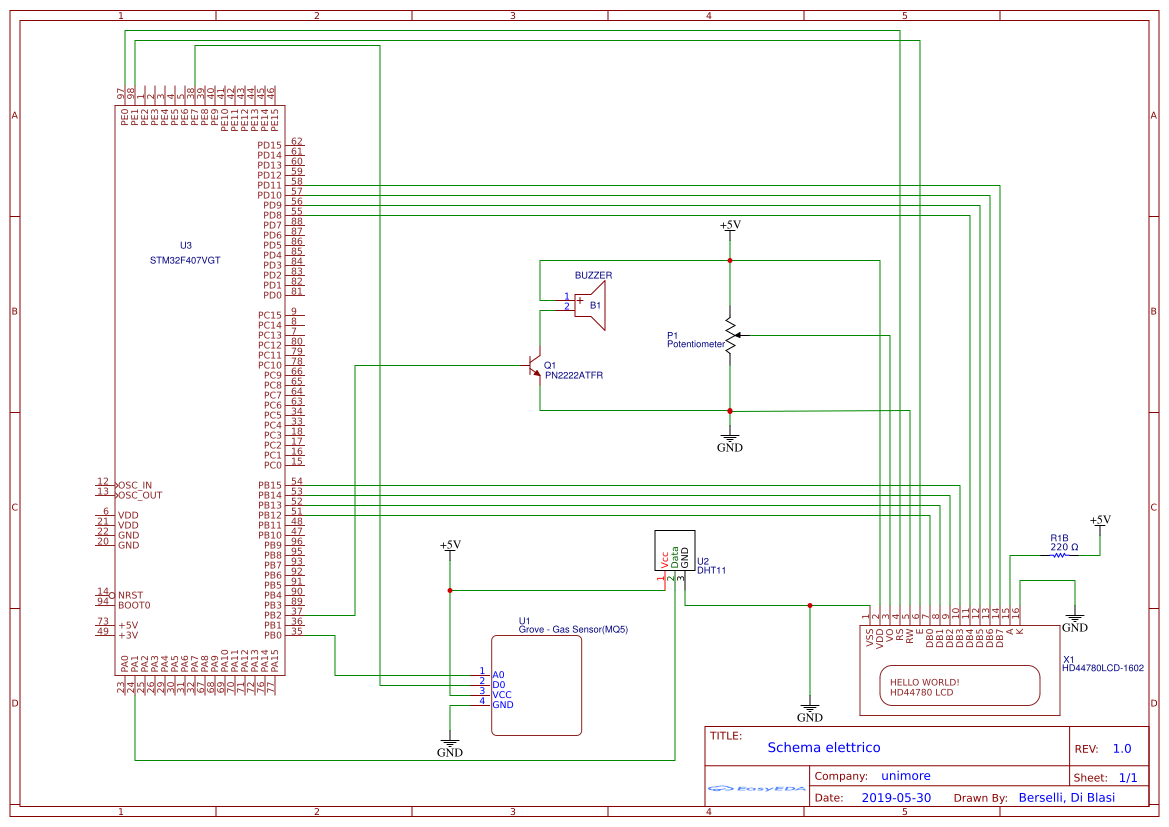 1 2 3 4 5
A A
B B
C C
D D
1 2 3 4 5
97 98 1 2 3 4 5 38 39 40 41 42 43 44 45 46
PE0 PE1 PE2 PE3 PE4 PE5 PE6 PE7 PE8 PE9 PE10 PE11 PE12 PE13 PE14 PE15
U3
STM32F407VGT
PD15 62
PD14 61
PD13 60
PD12 59
PD11 58
PD10 57
PD9 56
PD8 55
PD7 88
PD6 87
PD5 86
PD4 85
PD3 84
PD2 83
PD1 82
PD0 81
PC15 9
PC14 8
PC13 7
PC12 80
PC11 79
PC10 78
PC9 66
PC8 65
PC7 64
PC6 63
PC5 34
PC4 33
PC3 18
PC2 17
PC1 16
PC0 15
PB15 54
PB14 53
PB13 52
PB12 51
PB11 48
PB10 47
PB9 96
PB8 95
PB7 93
PB6 92
PB5 91
PB4 90
PB3 89
PB2 37
PB1 36
PB0 35
12 OSC_IN
13 OSC_OUT
6 VDD
21 VDD
22 GND
20 GND
14 NRST
94 BOOT0
73 +5V
49 +3V
PA0 PA1 PA2 PA3 PA4 PA5 PA6 PA7 PA8 PA9 PA10 PA11 PA12 PA13 PA14 PA15
23 24 25 26 29 30 31 32 67 68 69 70 71 72 76 77
BUZZER
1 +
2
B1
Q1
PN2222ATFR
+5V
P1
Potentiometer
GND
+5V
U1
Grove - Gas Sensor(MQ5)
1 A0
2 D0
3 VCC
4 GND
GND
Vcc Data GND
1 2 3
U2
DHT11
GND
+5V
R1B
220 Ω
GND
1 2 3 4 5 6 7 8 9 10 11 12 13 14 15 16
VSS VDD VO RS RW E DB0 DB1 DB2 DB3 DB4 DB5 DB6 DB7 A K
X1
HD44780LCD-1602
HELLO WORLD!
HD44780 LCD
TITLE:
Schema elettrico
REV: 1.0
EasyEDA
Company: unimore
Sheet: 1/1
Date: 2019-05-30 Drawn By: Berselli, Di Blasi